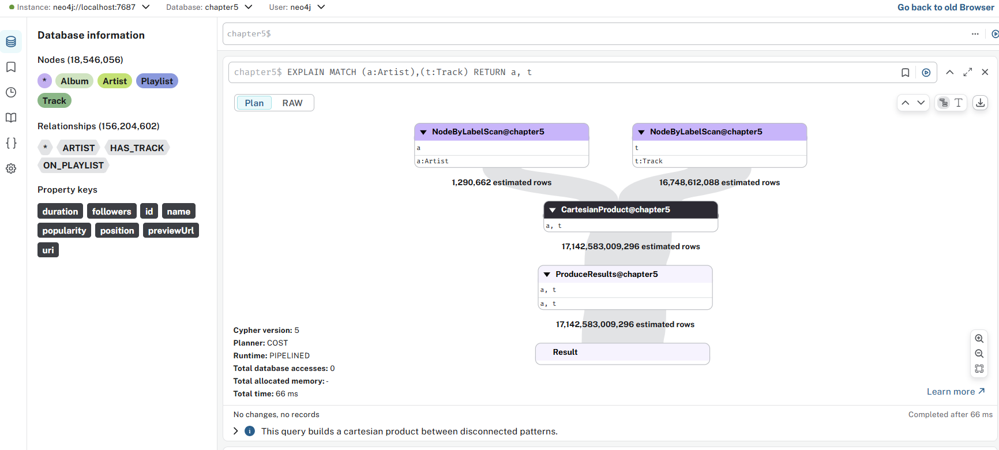 Instance: neo4j://localhost:7687 Database: chapter5 User: neo4j Go back to old Browser
Database information
Nodes (18,546,056)
* Album Artist Playlist
Track
Relationships (156,204,602)
* ARTIST HAS_TRACK
ON_PLAYLIST
Property keys
duration followers id name
popularity position previewUrl
uri
chapter5$
chapter5$ EXPLAIN MATCH (a:Artist),(t:Track) RETURN a, t
Plan RAW
T
NodeByLabelScan@chapter5
a
a:Artist
1,290,662 estimated rows
NodeByLabelScan@chapter5
t
t:Track
16,748,612,088 estimated rows
CartesianProduct@chapter5
a, t
17,142,583,009,296 estimated rows
ProduceResults@chapter5
a, t
a, t
17,142,583,009,296 estimated rows
Result
Cypher version: 5
Planner: COST
Runtime: PIPELINED
Total database accesses: 0
Total allocated memory: -
Total time: 66 ms
Learn more
No changes, no records Completed after 66 ms
This query builds a cartesian product between disconnected patterns.